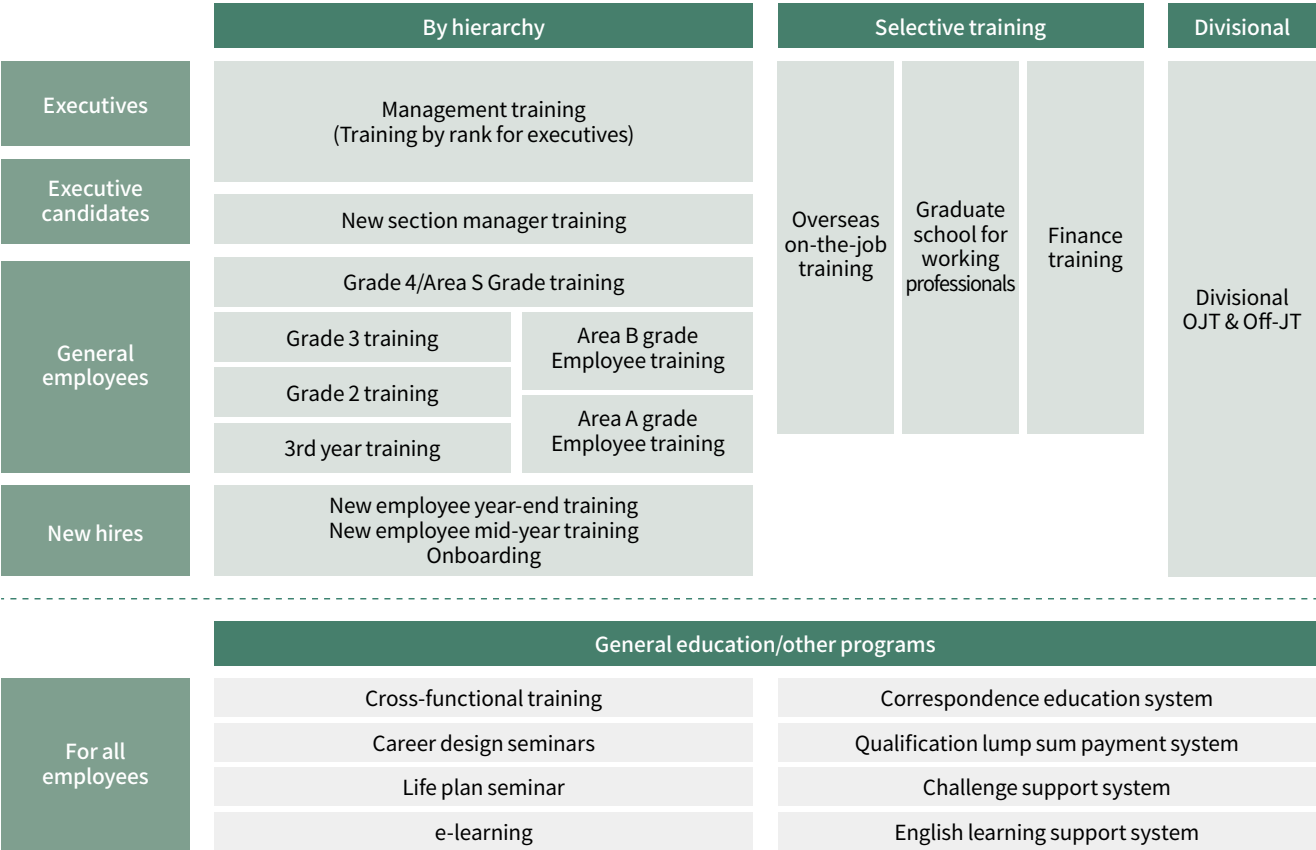 By hierarchy
Selective training
Divisional
Executives
Management training
(Training by rank for executives)
Executive
candidates
New section manager training
General
employees
Grade 4/Area S Grade training
Grade 3 training
Grade 2 training
3rd year training
Area B grade
Employee training
Area A grade
Employee training
New hires
New employee year-end training
New employee mid-year training
Onboarding
Overseas
on-the-job
training
Graduate
school for
working
professionals
Finance
training
Divisional
OJT & Off-JT
General education/other programs
For all
employees
Cross-functional training
Career design seminars
Life plan seminar
e-learning
Correspondence education system
Qualification lump sum payment system
Challenge support system
English learning support system